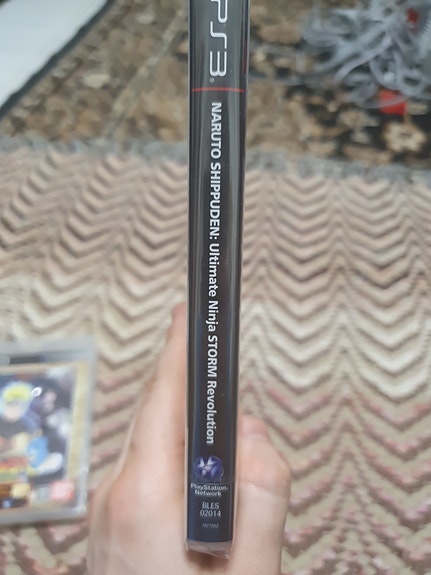 PS3
NARUTO SHIPPUDEN: Ultimate Ninja STORM Revolution
PlayStation
Network
BLES
02014